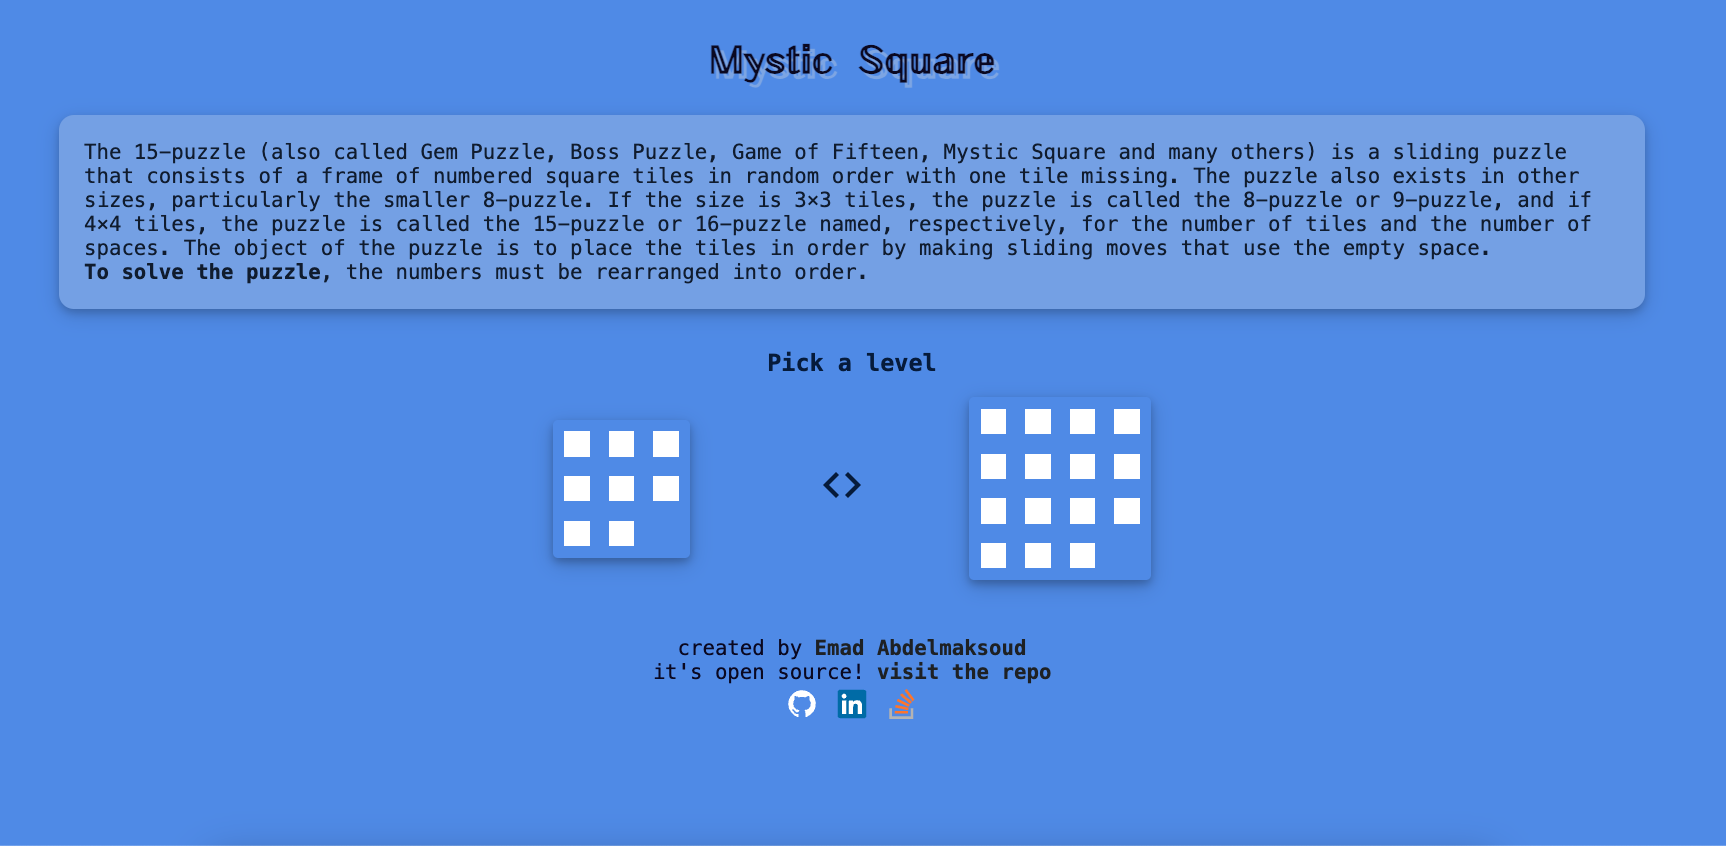 Mystic Square
The 15-puzzle (also called Gem Puzzle, Boss Puzzle, Game of Fifteen, Mystic Square and many others) is a sliding puzzle
that consists of a frame of numbered square tiles in random order with one tile missing. The puzzle also exists in other
sizes, particularly the smaller 8-puzzle. If the size is 3×3 tiles, the puzzle is called the 8-puzzle or 9-puzzle, and if
4×4 tiles, the puzzle is called the 15-puzzle or 16-puzzle named, respectively, for the number of tiles and the number of
spaces. The object of the puzzle is to place the tiles in order by making sliding moves that use the empty space.
To solve the puzzle, the numbers must be rearranged into order.
Pick a level
<>
created by Emad Abdelmaksoud
it's open source! visit the repo
in